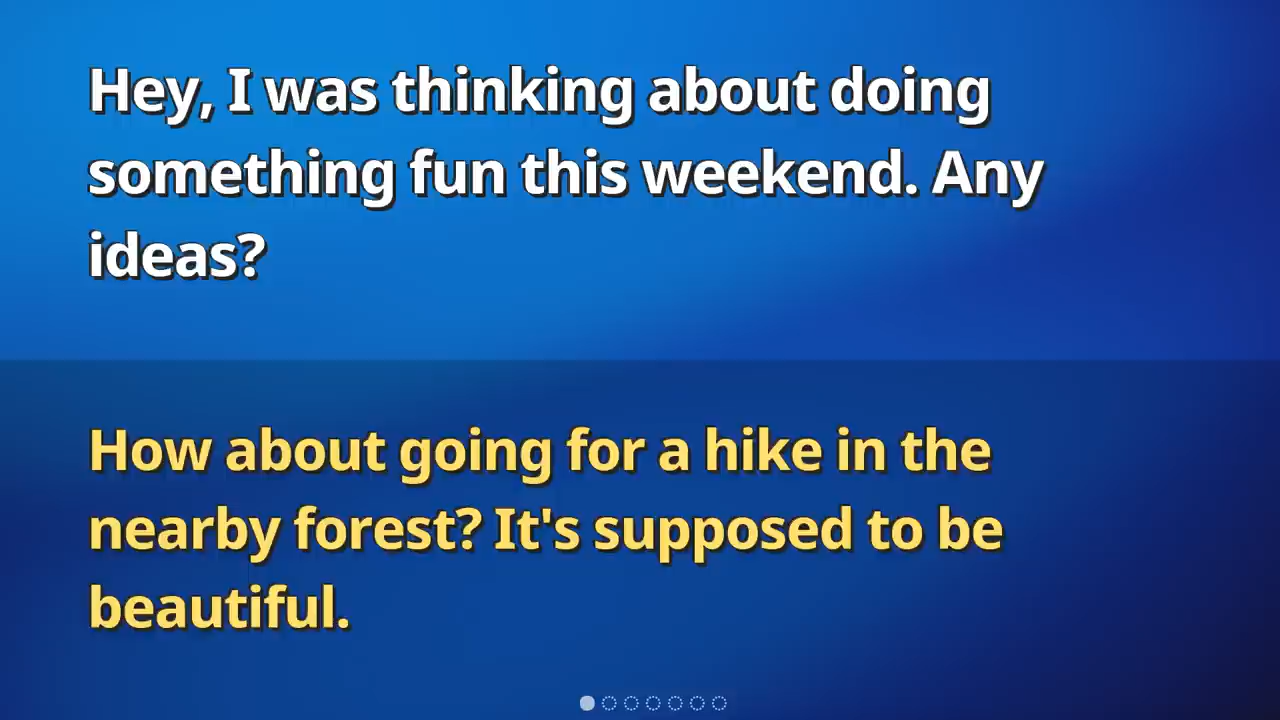 Hey, I was thinking about doing
something fun this weekend. Any
ideas?
How about going for a hike in the
nearby forest? It's supposed to be
beautiful.